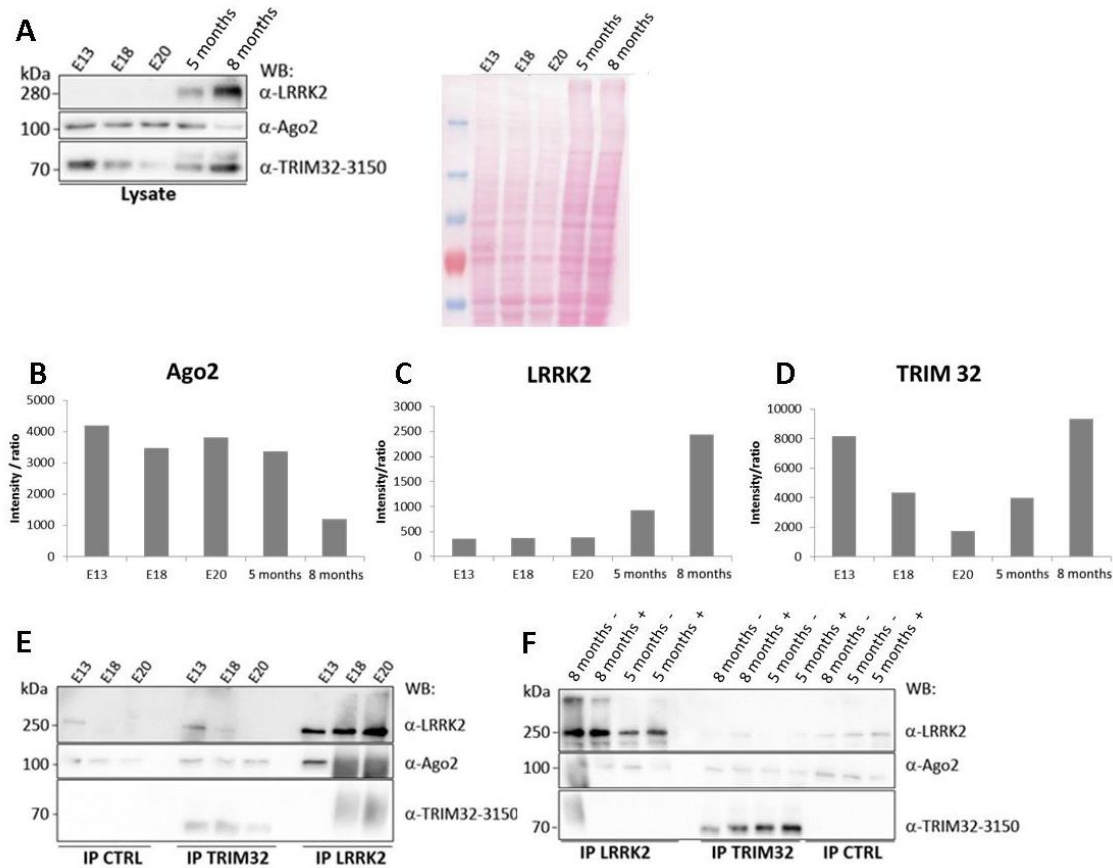 A
E13 E18 E20 5 months 8 months
kDa WB:
280 α-LRRK2
100 α-Ago2
70 α-TRIM32-3150
Lysate
E13 E18 E20 5 months 8 months
B Ago2
Intensity / ratio
5000
4000
3000
2000
1000
0
E13 E18 E20 5 months 8 months
C LRRK2
Intensity/ratio
3000
2500
2000
1500
1000
500
0
E13 E18 E20 5 months 8 months
D TRIM 32
Intensity/ratio
10000
8000
6000
4000
2000
0
E13 E18 E20 5 months 8 months
E
E13 E18 E20 E13 E18 E20 E13 E18 E20
kDa WB:
250 α-LRRK2
100 α-Ago2
70 α-TRIM32-3150
IP CTRL IP TRIM32 IP LRRK2
F
8 months - 8 months + 5 months - 5 months + 8 months - 8 months + 5 months - 5 months + 8 months - 5 months - 5 months +
kDa WB:
250 α-LRRK2
100 α-Ago2
70 α-TRIM32-3150
IP LRRK2 IP TRIM32 IP CTRL